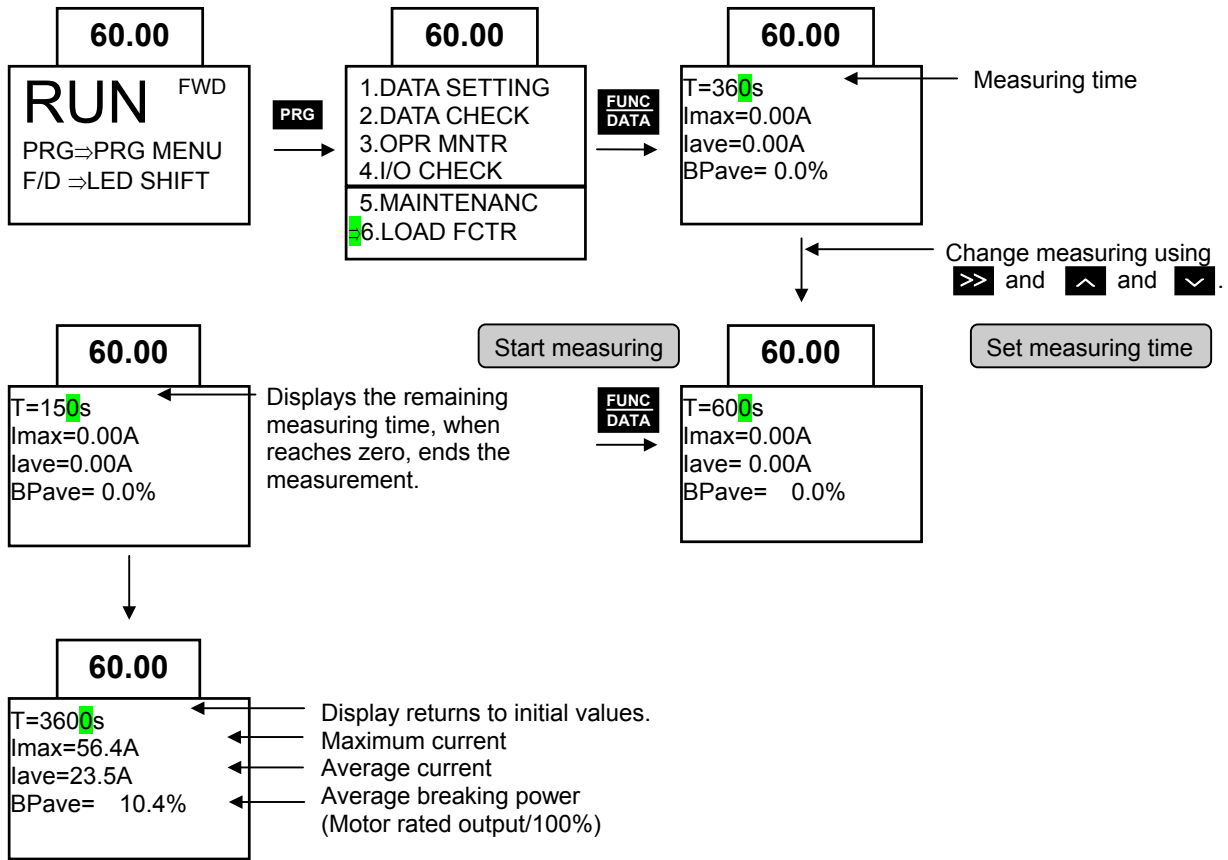 60.00
RUN FWD
PRG⇒PRG MENU
F/D ⇒LED SHIFT
PRG
60.00
1.DATA SETTING
2.DATA CHECK
3.OPR MNTR
4.I/O CHECK
5.MAINTENANC
⇒6.LOAD FCTR
FUNC
DATA
60.00
T=360s
Imax=0.00A
Iave=0.00A
BPave= 0.0%
Measuring time
Change measuring using
>> and ∧ and ∨.
60.00
T=150s
Imax=0.00A
Iave=0.00A
BPave= 0.0%
Displays the remaining
measuring time, when
reaches zero, ends the
measurement.
Start measuring
FUNC
DATA
60.00
T=600s
Imax=0.00A
Iave= 0.00A
BPave= 0.0%
Set measuring time
60.00
T=3600s
Imax=56.4A
Iave=23.5A
BPave= 10.4%
Display returns to initial values.
Maximum current
Average current
Average breaking power
(Motor rated output/100%)